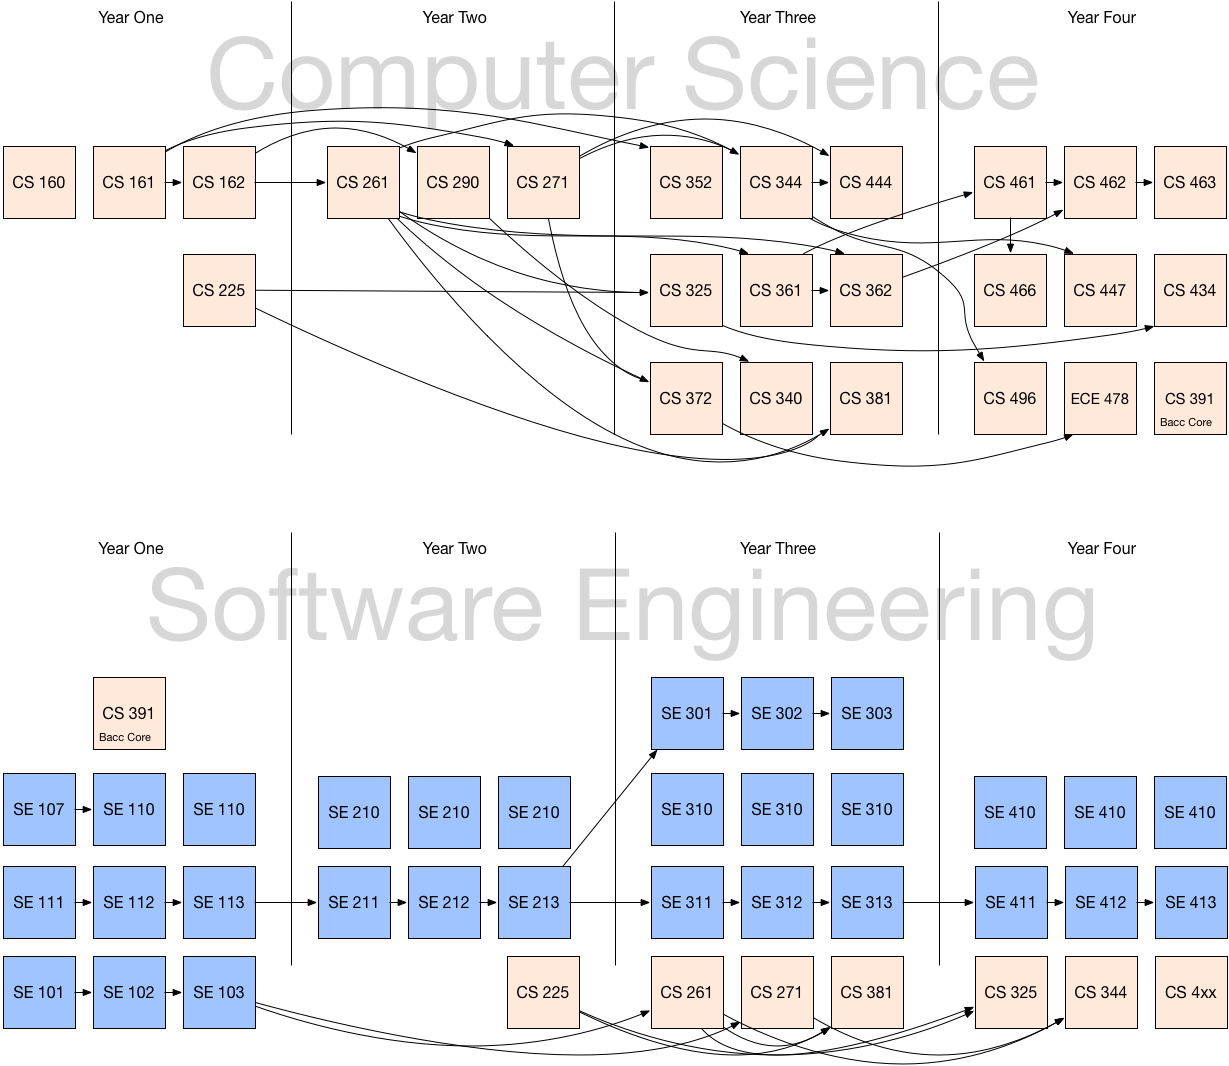 Year One Year Two Year Three Year Four
Computer Science
CS 160 CS 161 CS 162 CS 261 CS 290 CS 271 CS 352 CS 344 CS 444 CS 461 CS 462 CS 463
CS 225 CS 325 CS 361 CS 362 CS 466 CS 447 CS 434
CS 372 CS 340 CS 381 CS 496 ECE 478 CS 391
Bacc Core
Year One Year Two Year Three Year Four
Software Engineering
CS 391 SE 301 SE 302 SE 303
Bacc Core
SE 107 SE 110 SE 110 SE 210 SE 210 SE 210 SE 310 SE 310 SE 310 SE 410 SE 410 SE 410
SE 111 SE 112 SE 113 SE 211 SE 212 SE 213 SE 311 SE 312 SE 313 SE 411 SE 412 SE 413
SE 101 SE 102 SE 103 CS 225 CS 261 CS 271 CS 381 CS 325 CS 344 CS 4xx